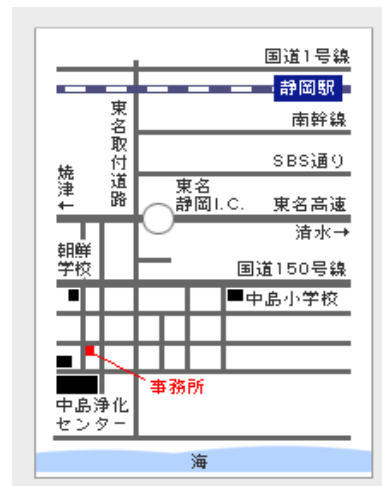 国道1号線
静岡駅
東名取付道路
南幹線
SBS通り
焼津
←
東名
静岡I.C.
東名高速
清水→
朝鮮
学校
国道150号線
中島小学校
事務所
中島浄化
センター
海